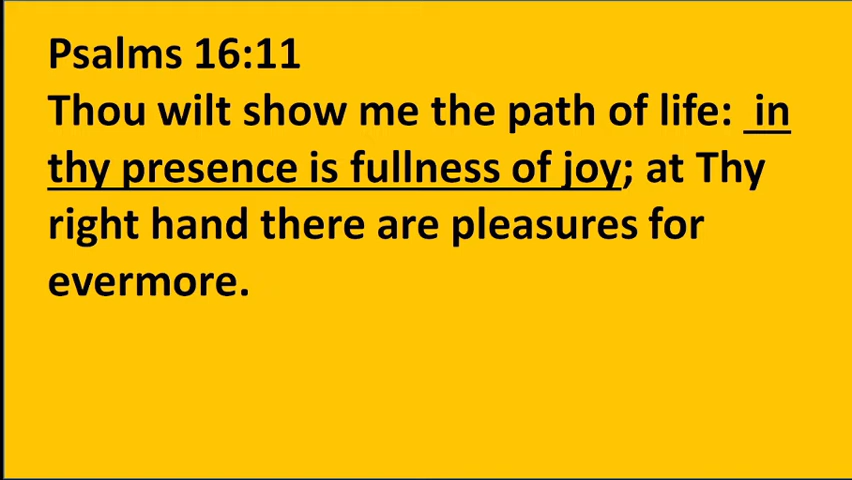 Psalms 16:11
Thou wilt show me the path of life:  in
thy presence is fullness of joy; at Thy
right hand there are pleasures for
evermore.